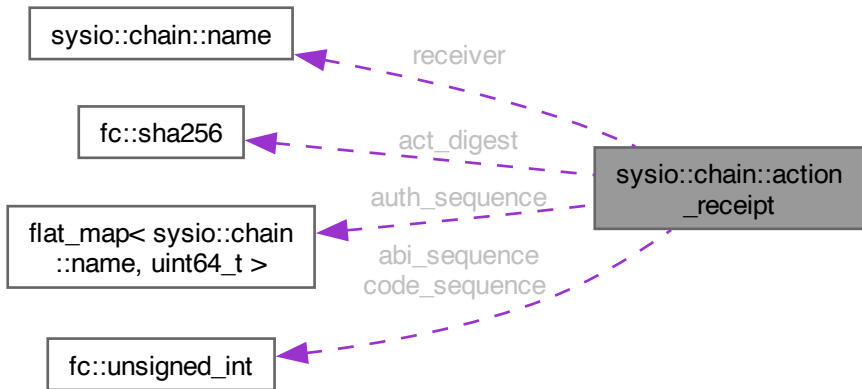 sysio::chain::name
receiver
fc::sha256
act_digest
sysio::chain::action
_receipt
auth_sequence
flat_map< sysio::chain
::name, uint64_t >
abi_sequence
code_sequence
fc::unsigned_int